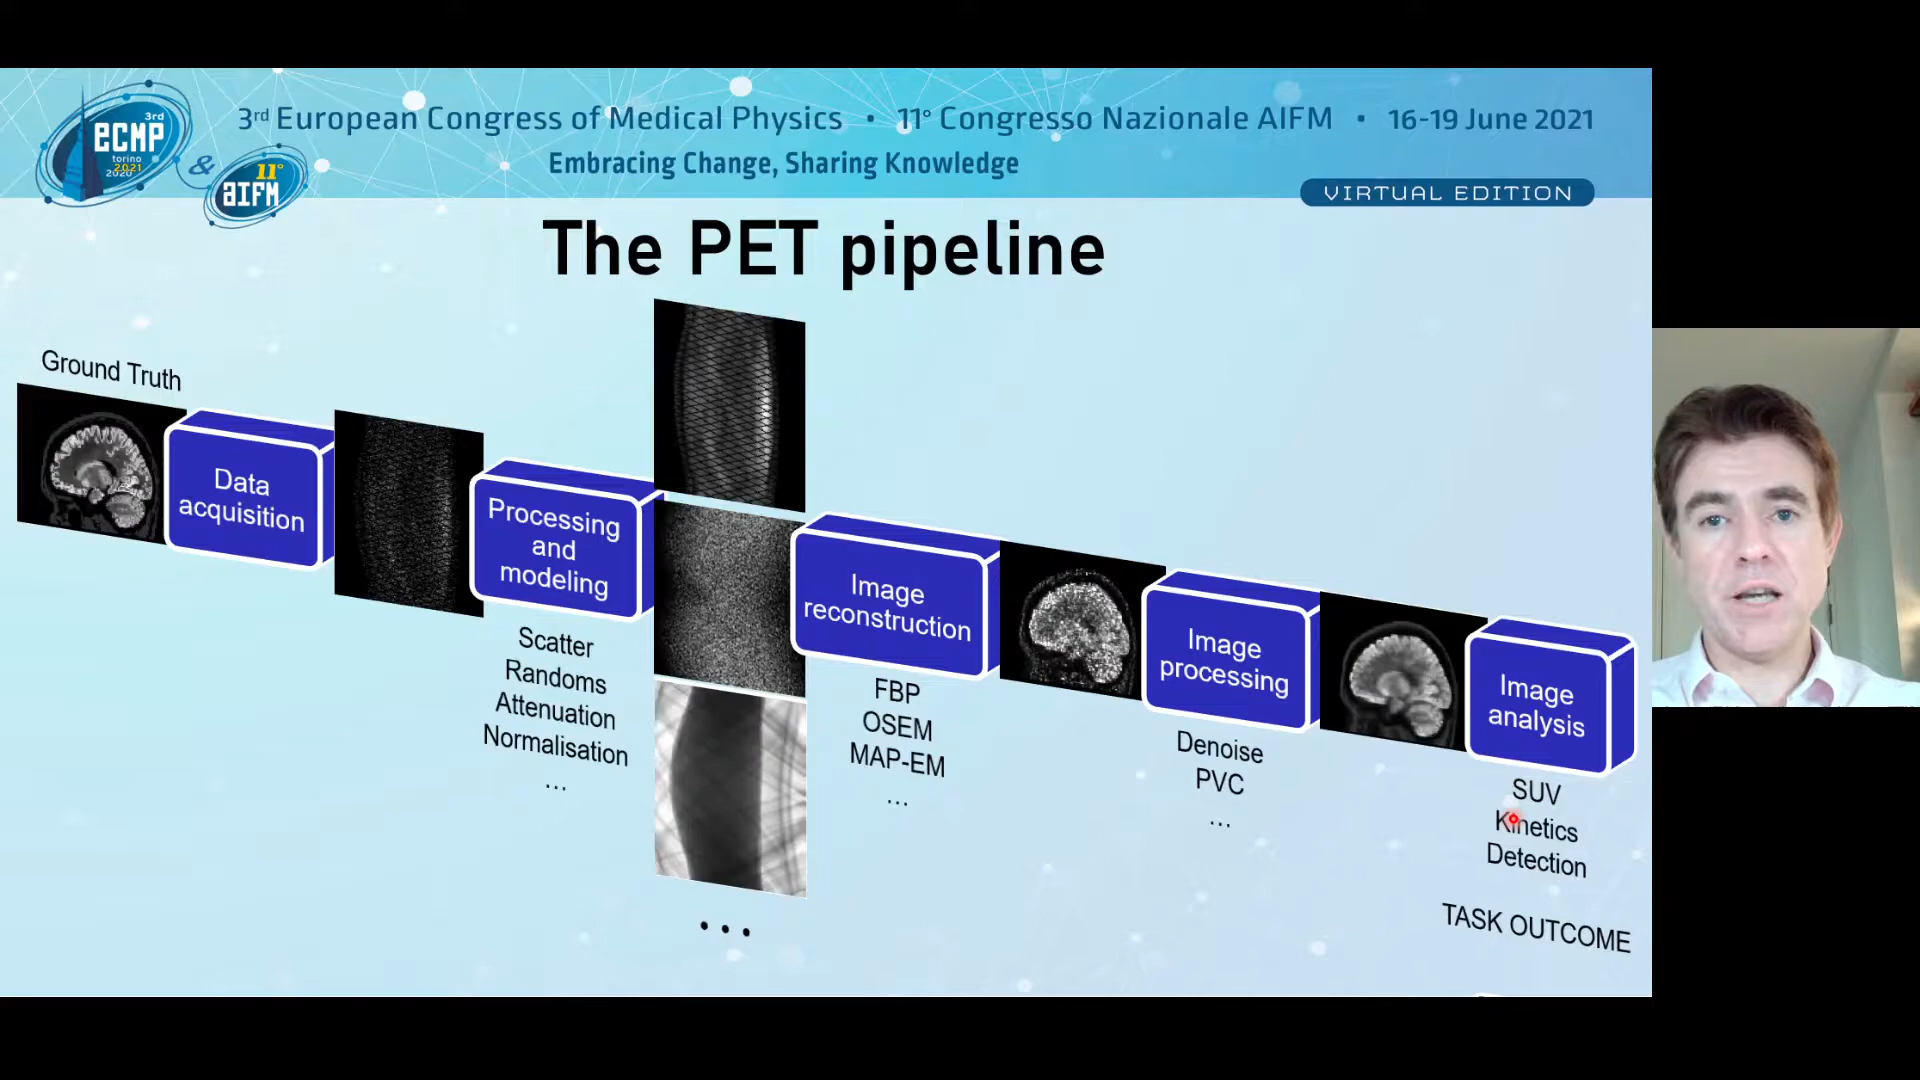 3rd
ECMP
torino
2021
2020
&
11°
AIFM
3rd European Congress of Medical Physics • 11° Congresso Nazionale AIFM • 16-19 June 2021
Embracing Change, Sharing Knowledge
VIRTUAL EDITION
The PET pipeline
Ground Truth
Data
acquisition
Processing
and
modeling
Scatter
Randoms
Attenuation
Normalisation
...
...
Image
reconstruction
FBP
OSEM
MAP-EM
...
Image
processing
Denoise
PVC
...
Image
analysis
SUV
Kinetics
Detection
TASK OUTCOME